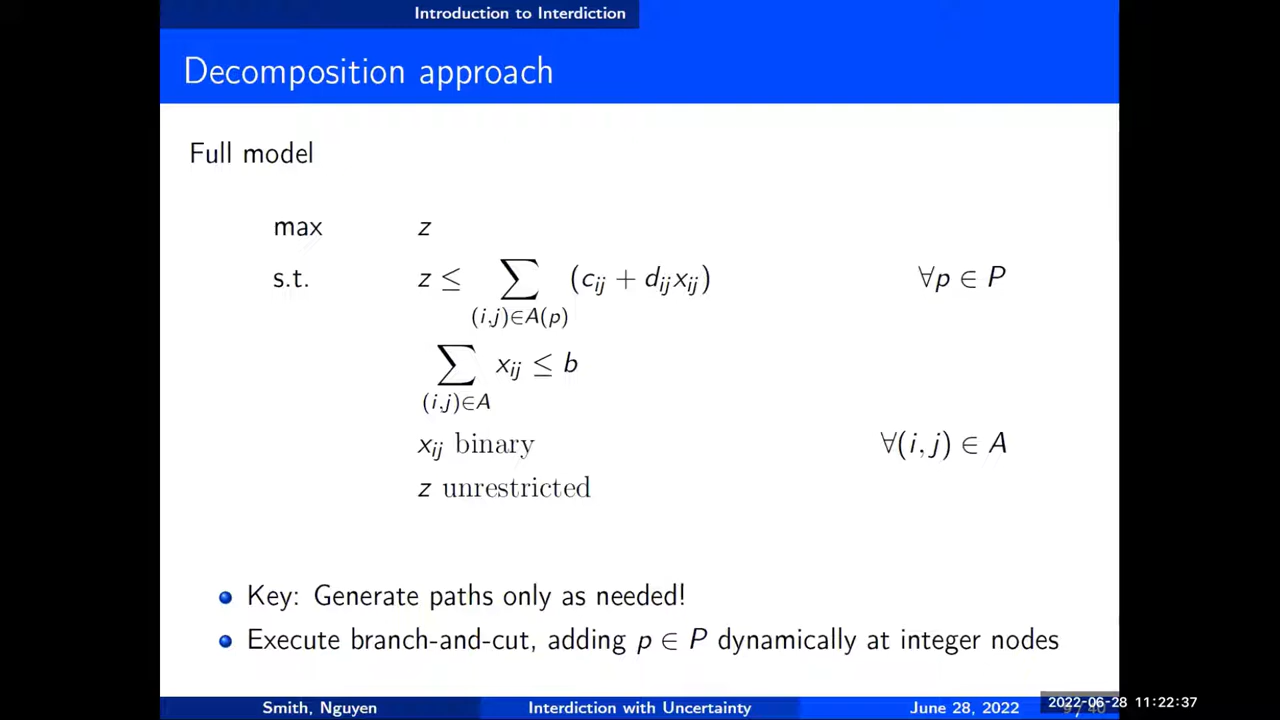 Introduction to Interdiction
Decomposition approach
Full model
max z
s.t. z ≤ ∑_{(i,j)∈A(p)} (c_{ij} + d_{ij}x_{ij}) ∀p ∈ P
∑_{(i,j)∈A} x_{ij} ≤ b
x_{ij} binary ∀(i, j) ∈ A
z unrestricted
Key: Generate paths only as needed!
Execute branch-and-cut, adding p ∈ P dynamically at integer nodes
Smith, Nguyen Interdiction with Uncertainty June 28, 2022
2022-06-28 11:22:37